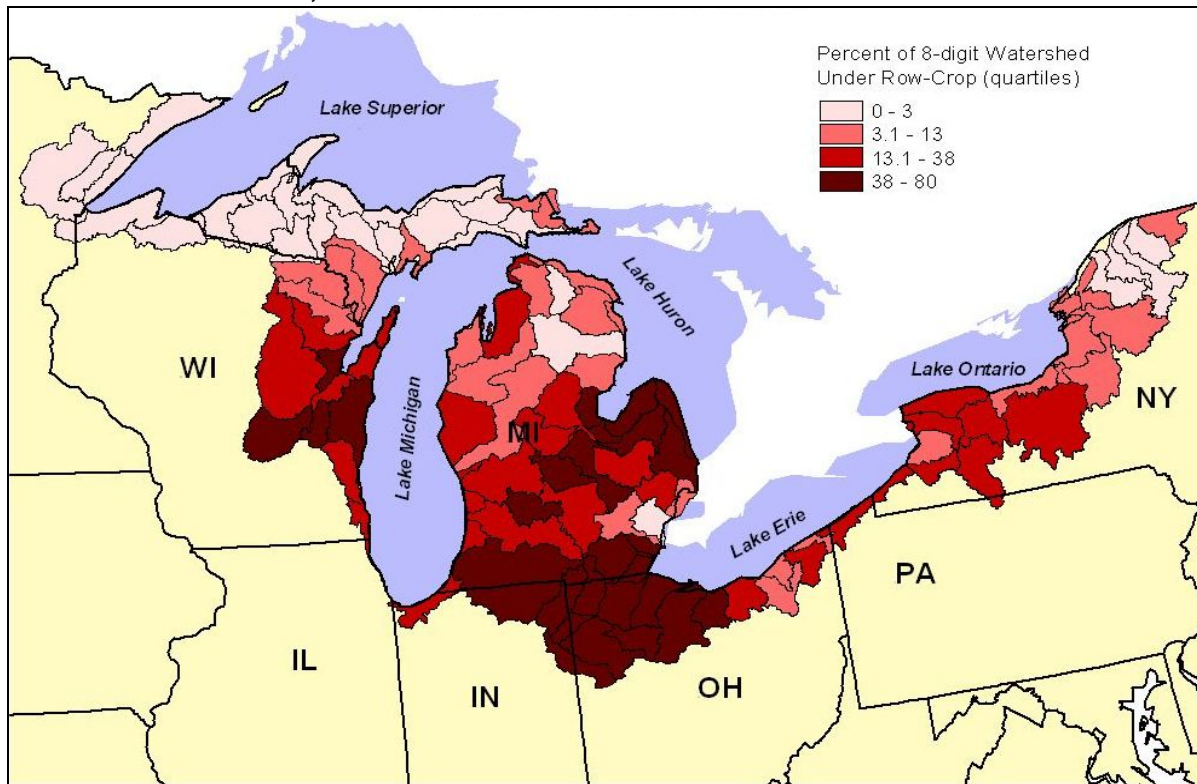 Percent of 8-digit Watershed
Under Row-Crop (quartiles)
0 - 3
3.1 - 13
13.1 - 38
38 - 80
Lake Superior
Lake Huron
WI
Lake Michigan
MI
Lake Ontario
NY
Lake Erie
PA
IL
IN
OH